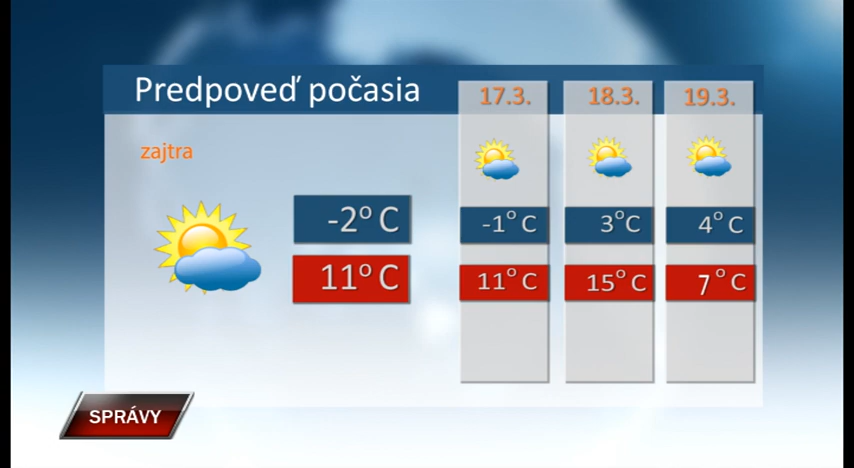 Predpoveď počasia
zajtra
-2° C
11° C
17.3.
-1° C
11° C
18.3.
3°C
15° C
19.3.
4° C
7 ° C
SPRÁVY